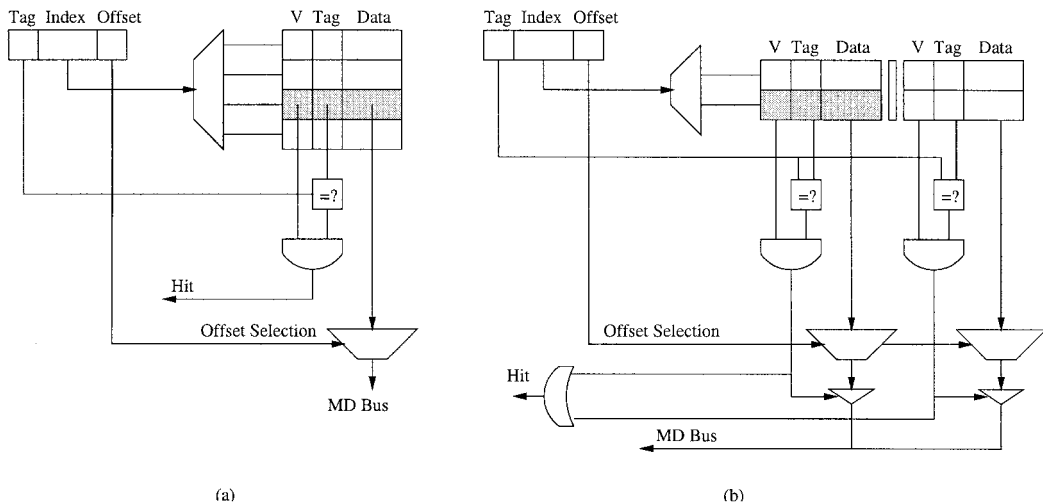 Tag Index Offset
V Tag Data
=?
Hit
Offset Selection
MD Bus
(a)
Tag Index Offset
V Tag Data
V Tag Data
=?
=?
Offset Selection
Hit
MD Bus
(b)